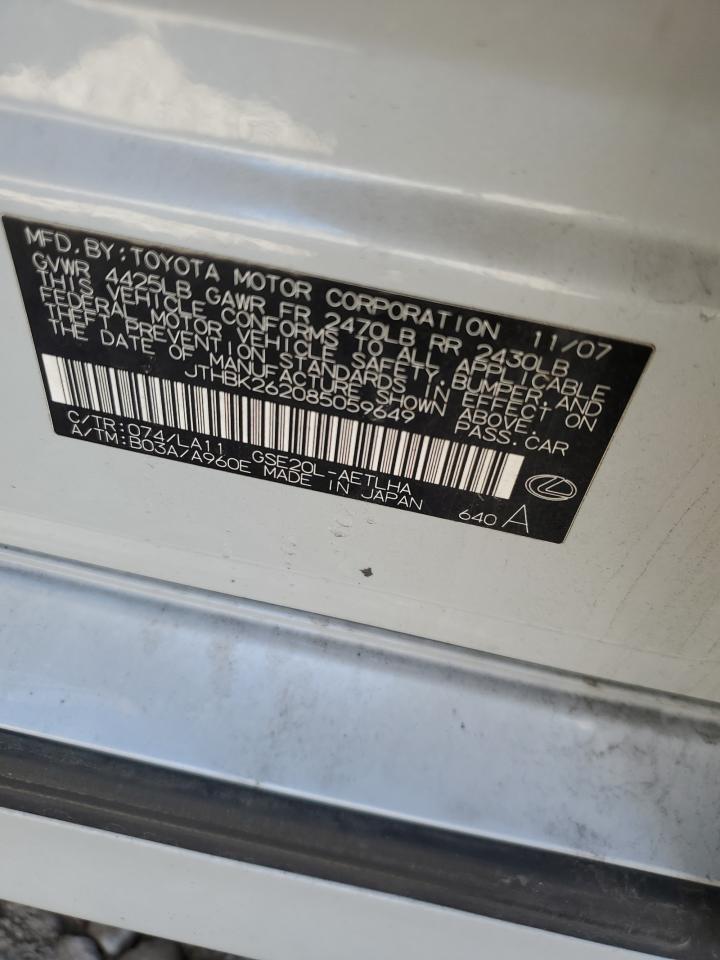 MFD. BY: TOYOTA MOTOR CORPORATION 11/07
GVWR 4425LB GAWR FR 2470LB RR 2430LB
THIS VEHICLE CONFORMS TO ALL APPLICABLE
FEDERAL MOTOR VEHICLE SAFETY, BUMPER, AND
THEFT PREVENTION STANDARDS IN EFFECT ON
THE DATE OF MANUFACTURE SHOWN ABOVE.
JTHBK262085059649 PASS. CAR
C/TR: 074/LA11 GSE20L-AETLHA
A/TM: B03A/A960E MADE IN JAPAN
640 A